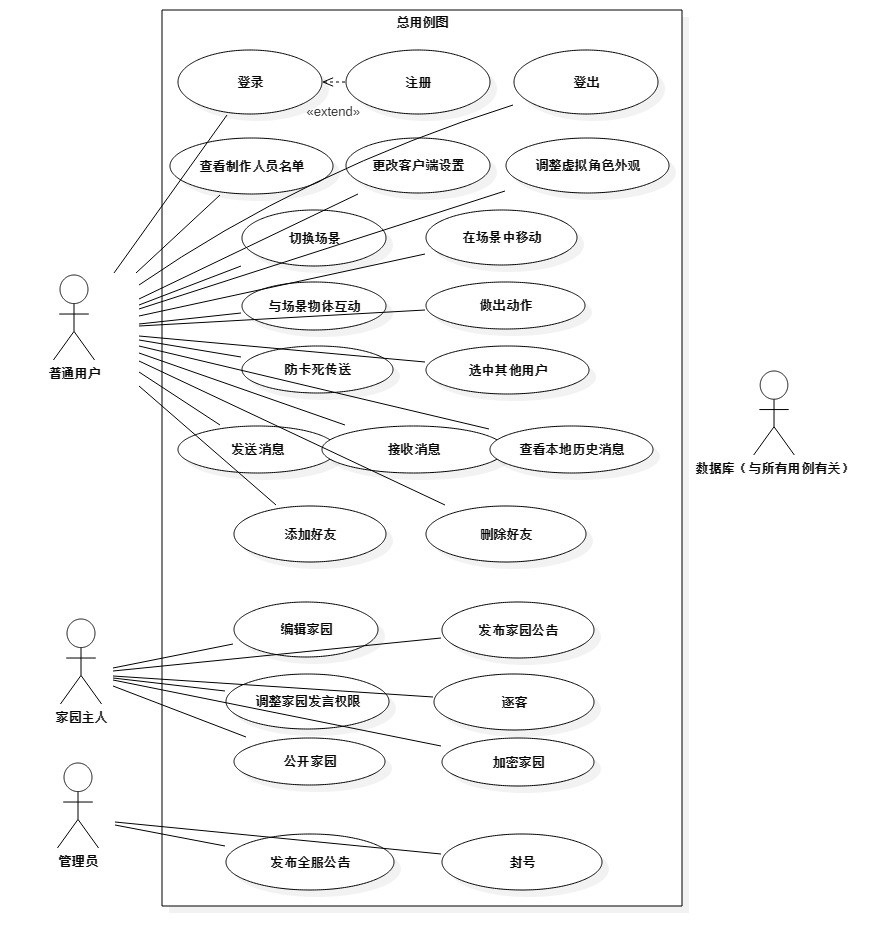 总用例图
登录
注册
登出
«extend»
查看制作人员名单
更改客户端设置
调整虚拟角色外观
切换场景
在场景中移动
与场景物体互动
做出动作
普通用户
防卡死传送
选中其他用户
发送消息
接收消息
查看本地历史消息
数据库（与所有用例有关）
添加好友
删除好友
编辑家园
发布家园公告
调整家园发言权限
逐客
家园主人
公开家园
加密家园
管理员
发布全服公告
封号